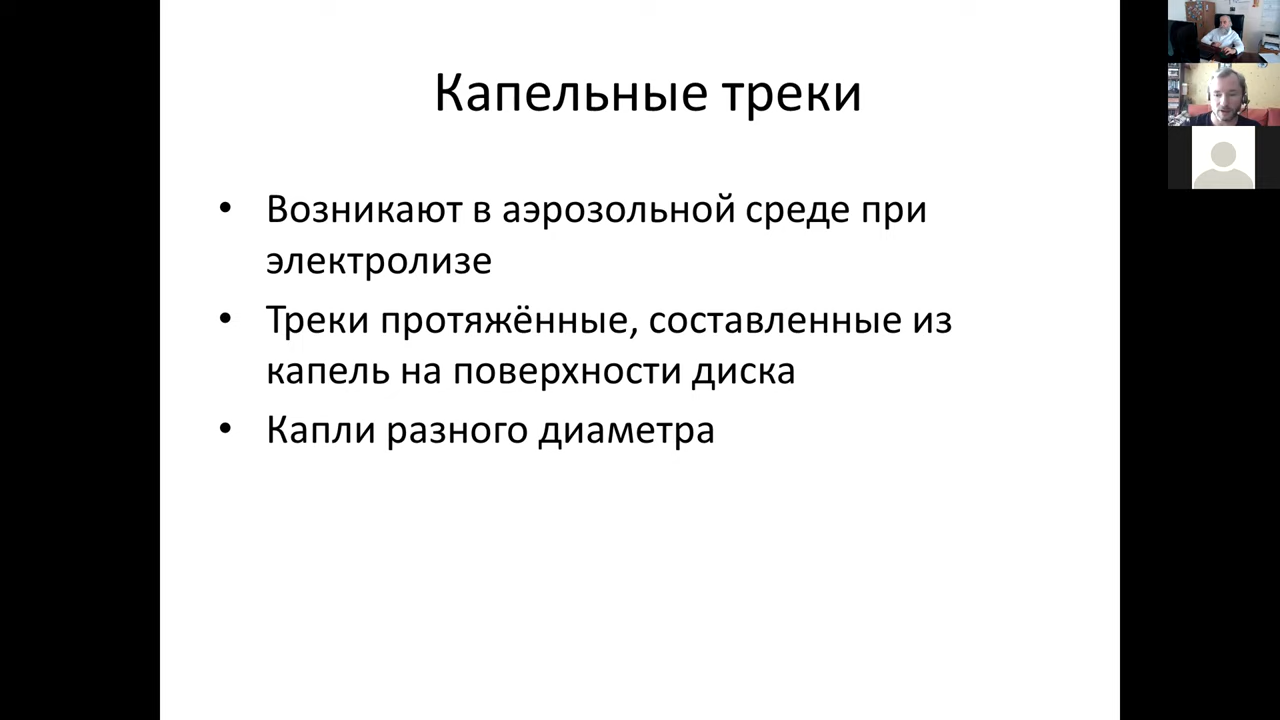 Капельные треки
• Возникают в аэрозольной среде при
электролизе
• Треки протяжённые, составленные из
капель на поверхности диска
• Капли разного диаметра